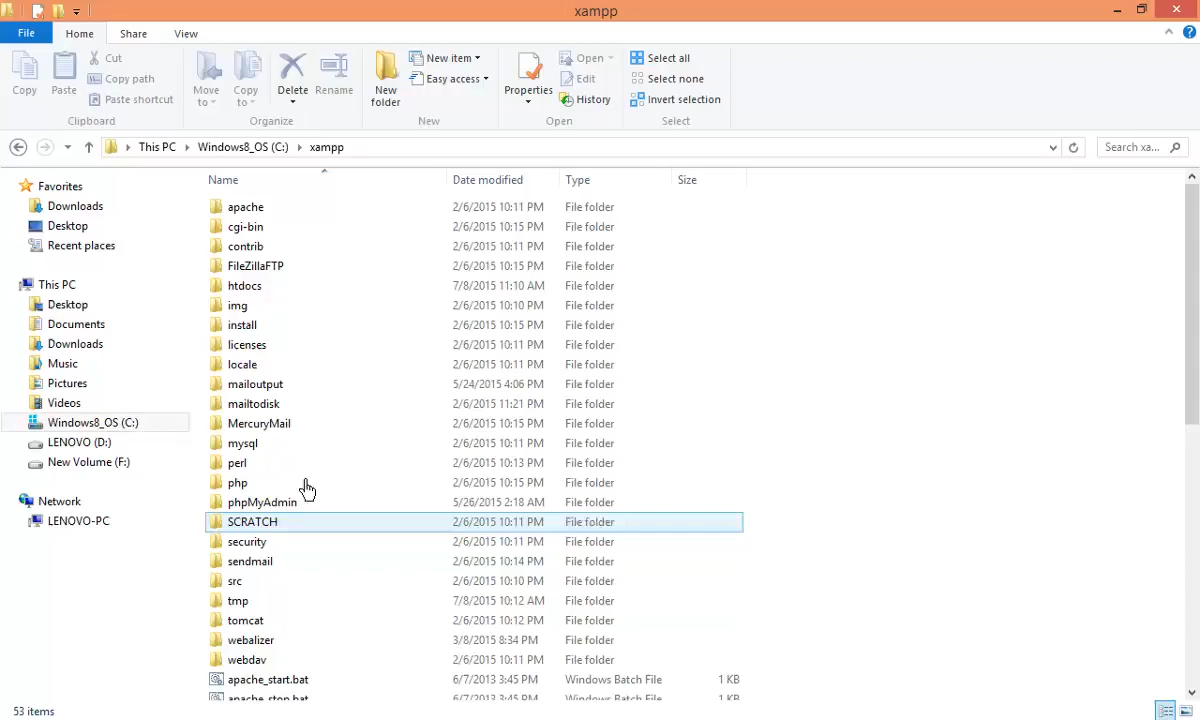 xampp
File Home Share View
Copy Paste Cut Copy path Paste shortcut
Clipboard
Move to Copy to Delete Rename
Organize
New folder New item Easy access
New
Properties Open Edit History
Open
Select all Select none Invert selection
Select
This PC Windows8_OS (C:) xampp
Search xa...
Name Date modified Type Size
Favorites
Downloads
Desktop
Recent places
This PC
Desktop
Documents
Downloads
Music
Pictures
Videos
Windows8_OS (C:)
LENOVO (D:)
New Volume (F:)
Network
LENOVO-PC
apache 2/6/2015 10:11 PM File folder
cgi-bin 2/6/2015 10:15 PM File folder
contrib 2/6/2015 10:11 PM File folder
FileZillaFTP 2/6/2015 10:15 PM File folder
htdocs 7/8/2015 11:10 AM File folder
img 2/6/2015 10:10 PM File folder
install 2/6/2015 10:15 PM File folder
licenses 2/6/2015 10:11 PM File folder
locale 2/6/2015 10:11 PM File folder
mailoutput 5/24/2015 4:06 PM File folder
mailtodisk 2/6/2015 11:21 PM File folder
MercuryMail 2/6/2015 10:15 PM File folder
mysql 2/6/2015 10:11 PM File folder
perl 2/6/2015 10:13 PM File folder
php 2/6/2015 10:15 PM File folder
phpMyAdmin 5/26/2015 2:18 AM File folder
SCRATCH 2/6/2015 10:11 PM File folder
security 2/6/2015 10:11 PM File folder
sendmail 2/6/2015 10:14 PM File folder
src 2/6/2015 10:10 PM File folder
tmp 7/8/2015 10:12 AM File folder
tomcat 2/6/2015 10:12 PM File folder
webalizer 3/8/2015 8:34 PM File folder
webdav 2/6/2015 10:11 PM File folder
apache_start.bat 6/7/2013 3:45 PM Windows Batch File 1 KB
apache_stop.bat 6/7/2013 3:45 PM Windows Batch File 1 KB
53 items